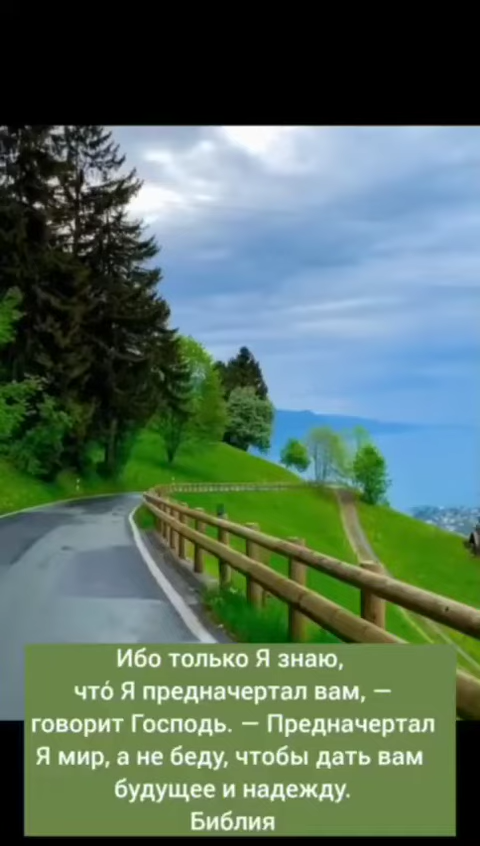 Ибо только Я знаю,
что́ Я предначертал вам, —
говорит Господь. — Предначертал
Я мир, а не беду, чтобы дать вам
будущее и надежду.
Библия